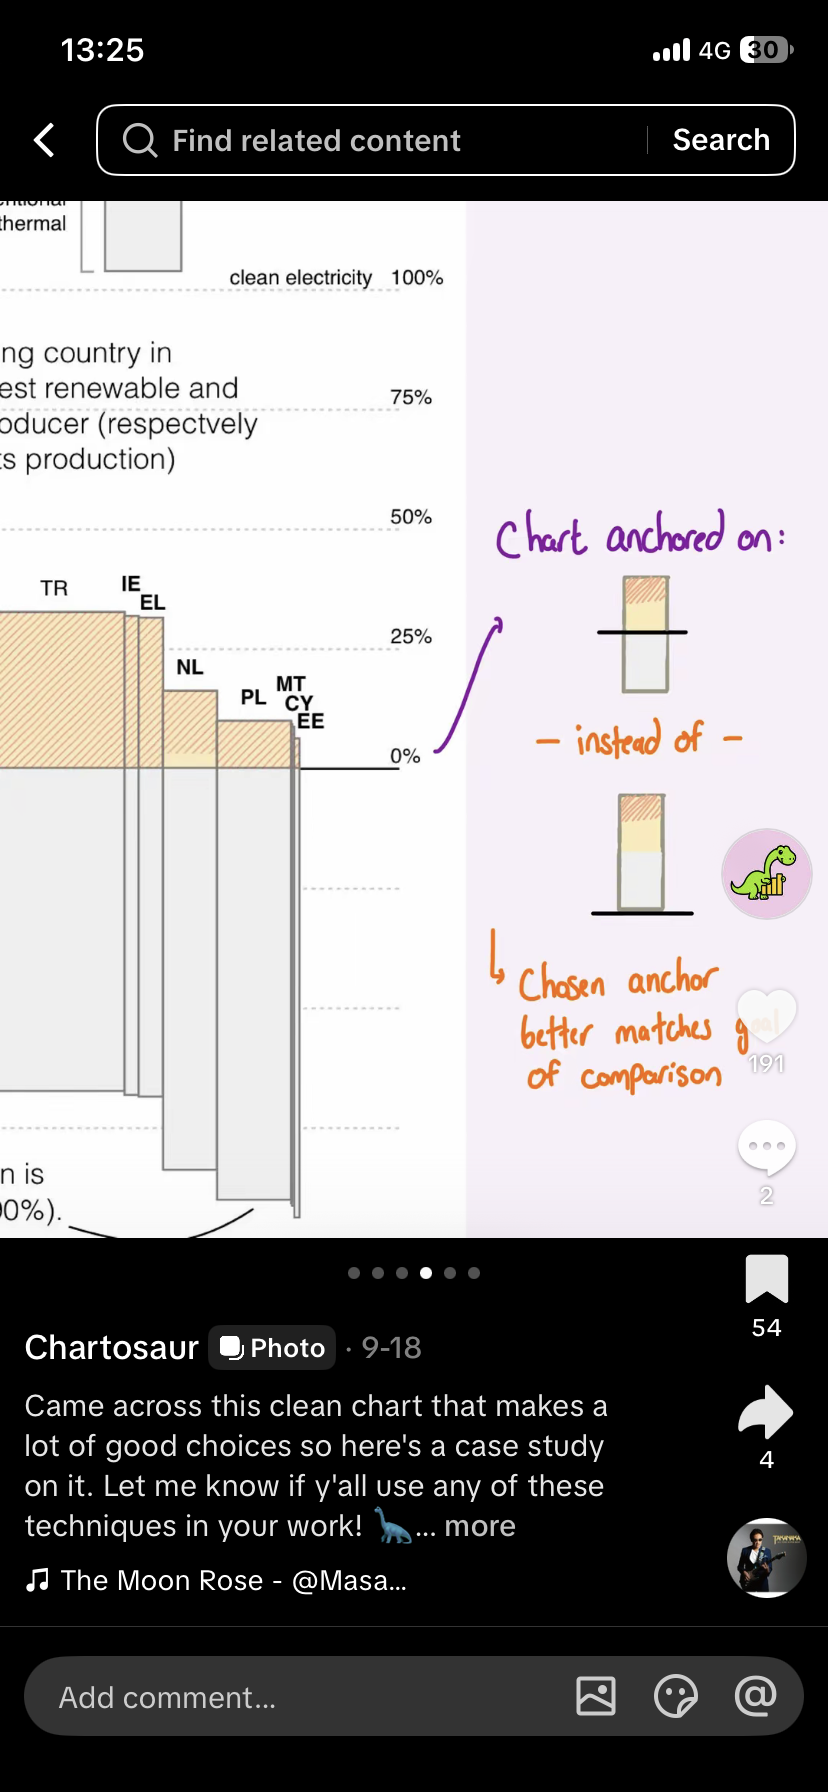 13:25
4G 30
Find related content
Search
thermal
clean electricity 100%
ng country in
est renewable and
75%
oducer (respectvely
s production)
50%
Chart anchored on:
TR
IE
EL
25%
NL
MT
PL
CY
EE
0%
- instead of -
Chosen anchor
better matches goal
of comparison
191
2
n is
00%).
54
Chartosaur Photo · 9-18
Came across this clean chart that makes a
lot of good choices so here's a case study
on it. Let me know if y'all use any of these
techniques in your work! 🦕... more
4
The Moon Rose - @Masa...
Add comment...